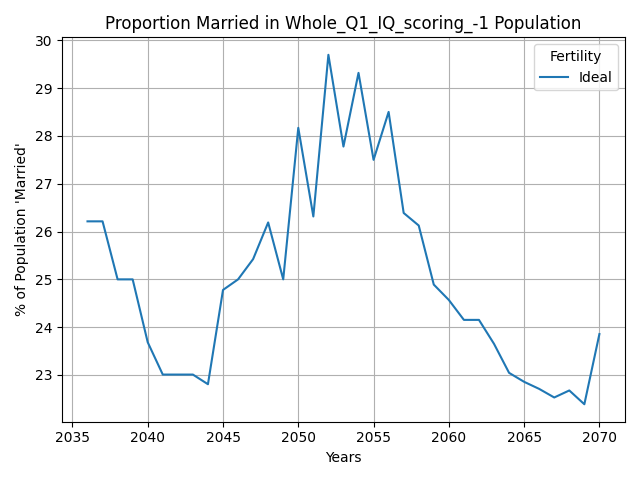 Proportion Married in Whole_Q1_IQ_scoring_-1 Population
Fertility
Ideal
% of Population 'Married'
30
29
28
27
26
25
24
23
2035 2040 2045 2050 2055 2060 2065 2070
Years